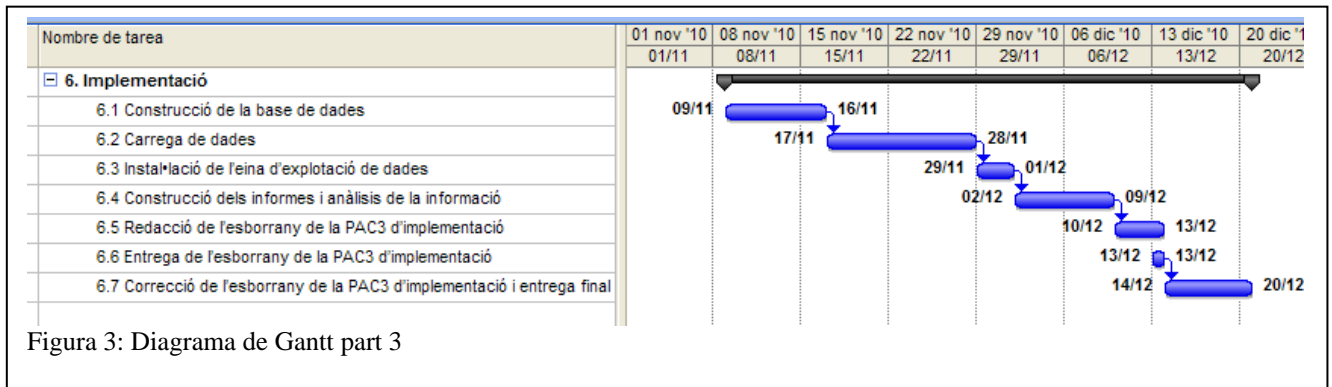 Nombre de tarea
01 nov '10 08 nov '10 15 nov '10 22 nov '10 29 nov '10 06 dic '10 13 dic '10 20 dic '1
01/11 08/11 15/11 22/11 29/11 06/12 13/12 20/12
6. Implementació
6.1 Construcció de la base de dades 09/11 16/11
6.2 Carrega de dades 17/11 28/11
6.3 Instal•lació de l'eina d'explotació de dades 29/11 01/12
6.4 Construcció dels informes i anàlisis de la informació 02/12 09/12
6.5 Redacció de l'esborrany de la PAC3 d'implementació 10/12 13/12
6.6 Entrega de l'esborrany de la PAC3 d'implementació 13/12 13/12
6.7 Correcció de l'esborrany de la PAC3 d'implementació i entrega final 14/12 20/12
Figura 3: Diagrama de Gantt part 3